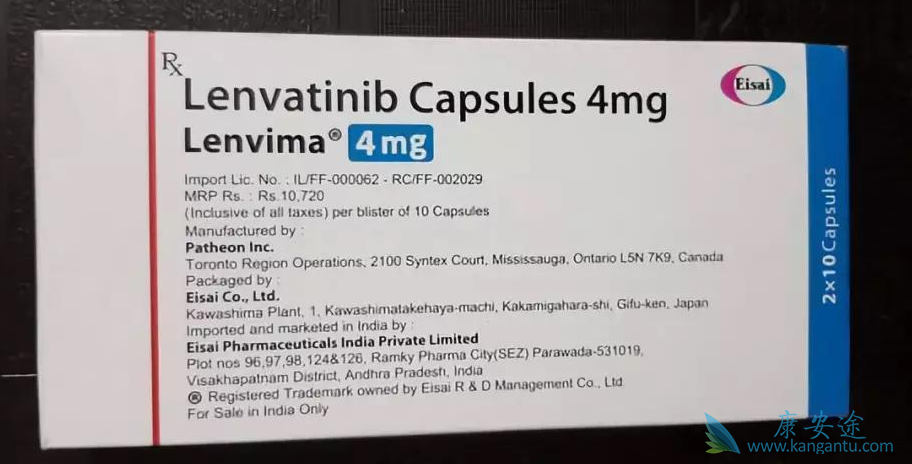 Rx
Lenvatinib Capsules 4mg
Eisai
Lenvima® 4 mg
Import Lic. No. : IL/FF-000062 - RC/FF-002029
MRP Rs. : Rs.10,720
(Inclusive of all taxes) per blister of 10 Capsules
Manufactured by :
Patheon Inc.
Toronto Region Operations, 2100 Syntex Court, Mississauga, Ontario L5N 7K9, Canada
Packaged by :
Eisai Co., Ltd.
Kawashima Plant, 1, Kawashimatakehaya-machi, Kakamigahara-shi, Gifu-ken, Japan
Imported and marketed in India by :
Eisai Pharmaceuticals India Private Limited
Plot nos 96,97,98,124&126, Ramky Pharma City(SEZ) Parawada-531019,
Visakhapatnam District, Andhra Pradesh, India
® Registered Trademark owned by Eisai R & D Management Co., Ltd.
For Sale in India Only
2×10 Capsules
康安途
www.kangantu.com